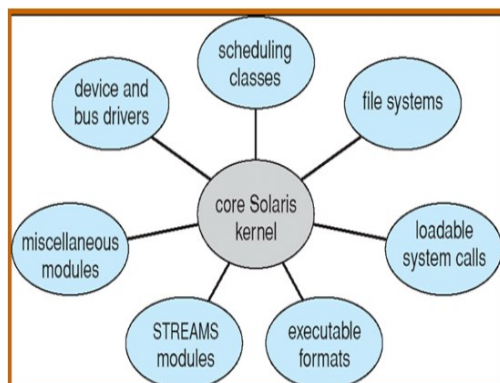 scheduling
classes
device and
bus drivers
file systems
core Solaris
kernel
miscellaneous
modules
loadable
system calls
STREAMS
modules
executable
formats